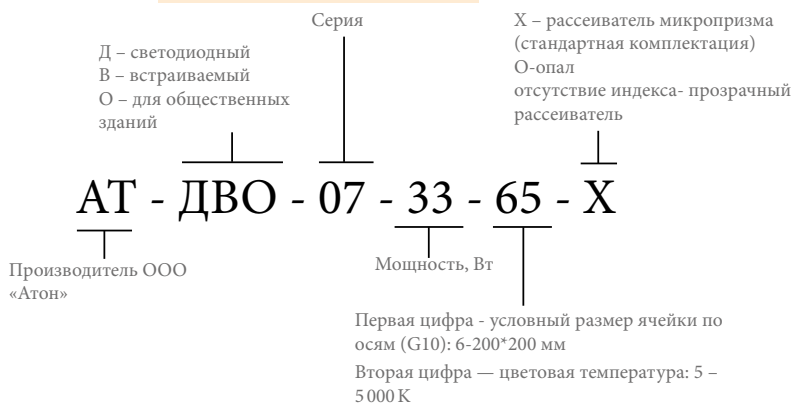 Серия
Х – рассеиватель микропризма
(стандартная комплектация)
О-опал
отсутствие индекса- прозрачный
рассеиватель
Д – светодиодный
В – встраиваемый
О – для общественных
зданий
АТ - ДВО - 07 - 33 - 65 - Х
Производитель ООО
«Атон»
Мощность, Вт
Первая цифра - условный размер ячейки по
осям (G10): 6-200*200 мм
Вторая цифра — цветовая температура: 5 –
5 000 K